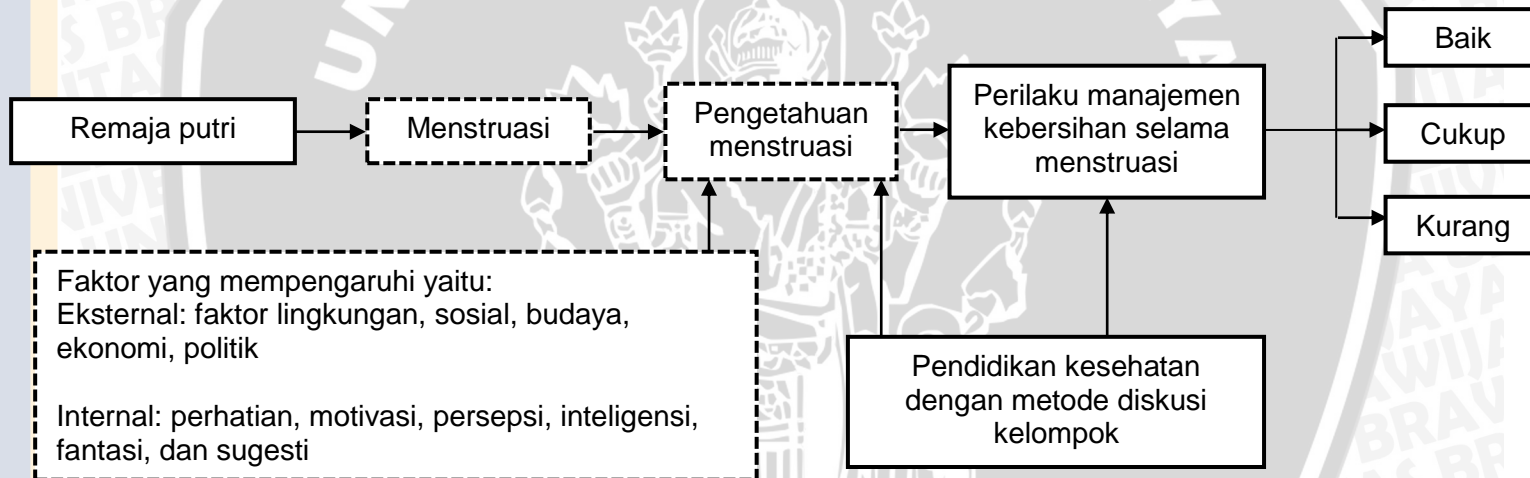 Remaja putri
Menstruasi
Pengetahuan
menstruasi
Perilaku manajemen
kebersihan selama
menstruasi
Baik
Cukup
Kurang
Faktor yang mempengaruhi yaitu:
Eksternal: faktor lingkungan, sosial, budaya,
ekonomi, politik
Internal: perhatian, motivasi, persepsi, inteligensi,
fantasi, dan sugesti
Pendidikan kesehatan
dengan metode diskusi
kelompok